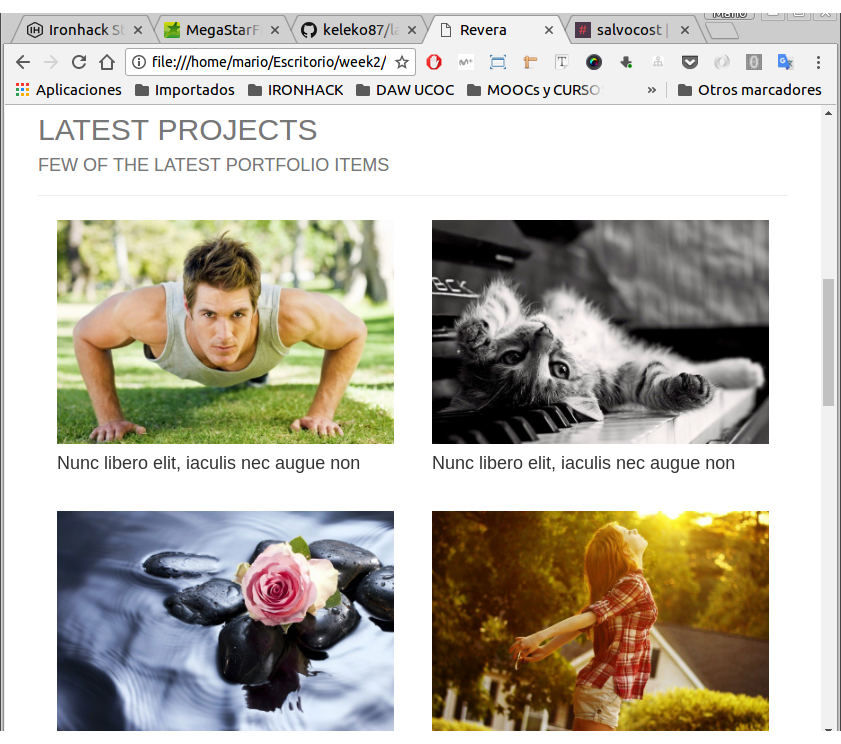 Mario
Ironhack St
MegaStarF
keleko87/la
Revera
salvocost |
file:///home/mario/Escritorio/week2/
Aplicaciones
Importados
IRONHACK
DAW UCOC
MOOCs y CURSO
»
Otros marcadores
LATEST PROJECTS
FEW OF THE LATEST PORTFOLIO ITEMS
Nunc libero elit, iaculis nec augue non
Nunc libero elit, iaculis nec augue non